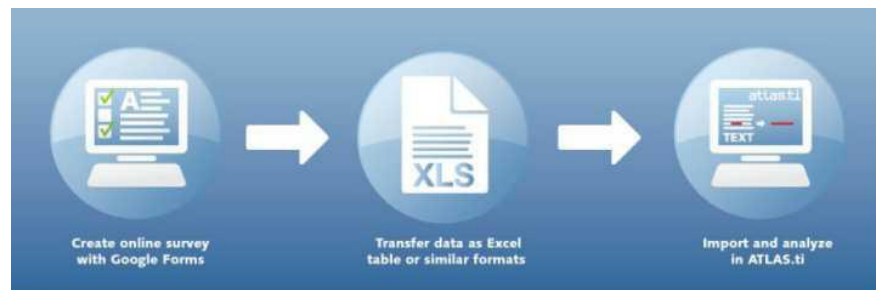 A
XLS
atlas.ti
TEXT
Create online survey
with Google Forms
Transfer data as Excel
table or similar formats
Import and analyze
in ATLAS.ti